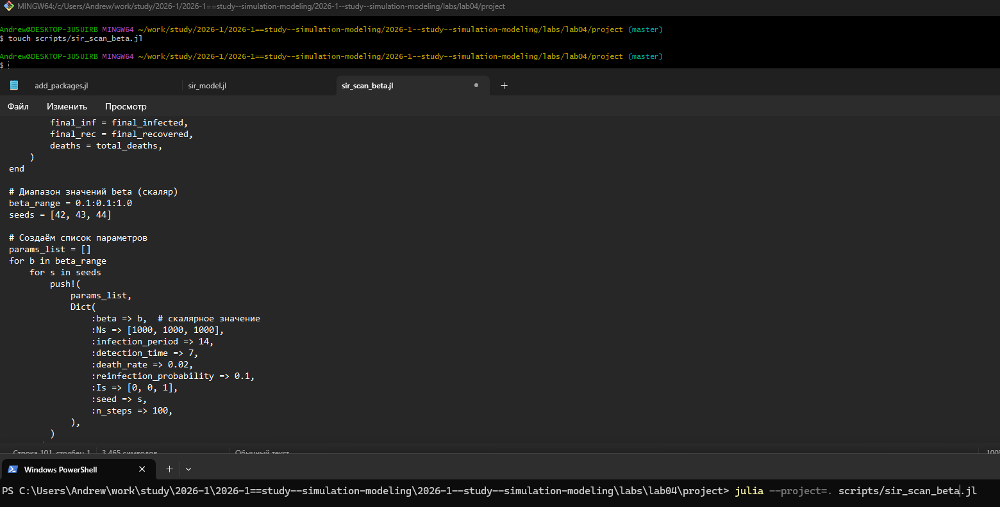 MINGW64:/c/Users/Andrew/work/study/2026-1/2026-1==study--simulation-modeling/2026-1--study--simulation-modeling/labs/lab04/project
Andrew@DESKTOP-3U5UIRB MINGW64 ~/work/study/2026-1/2026-1==study--simulation-modeling/2026-1--study--simulation-modeling/labs/lab04/project (master)
$ touch scripts/sir_scan_beta.jl
Andrew@DESKTOP-3U5UIRB MINGW64 ~/work/study/2026-1/2026-1==study--simulation-modeling/2026-1--study--simulation-modeling/labs/lab04/project (master)
$
add_packages.jl sir_model.jl sir_scan_beta.jl
Файл Изменить Просмотр
final_inf = final_infected,
final_rec = final_recovered,
deaths = total_deaths,
)
end
# Диапазон значений beta (скаляр)
beta_range = 0.1:0.1:1.0
seeds = [42, 43, 44]
# Создаём список параметров
params_list = []
for b in beta_range
for s in seeds
push!(
params_list,
Dict(
:beta => b,  # скалярное значение
:Ns => [1000, 1000, 1000],
:infection_period => 14,
:detection_time => 7,
:death_rate => 0.02,
:reinfection_probability => 0.1,
:Is => [0, 0, 1],
:seed => s,
:n_steps => 100,
),
)
Строка 101, столбец 1 3 465 символов Обычный текст 100%
Windows PowerShell
PS C:\Users\Andrew\work\study\2026-1\2026-1==study--simulation-modeling\2026-1--study--simulation-modeling\labs\lab04\project> julia --project=. scripts/sir_scan_beta.jl